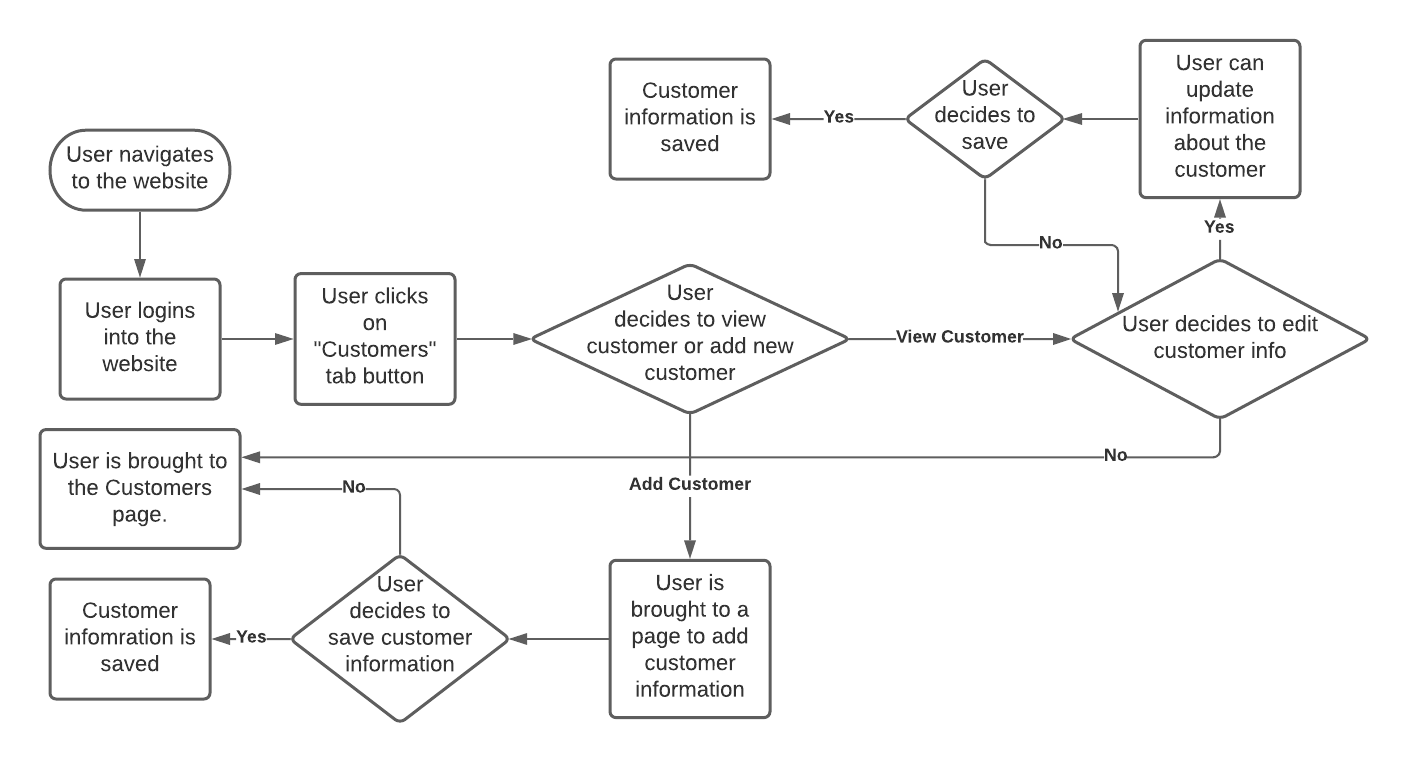 User navigates
to the website
User logins
into the
website
User clicks
on
"Customers"
tab button
User
decides to view
customer or add new
customer
View Customer
User decides to edit
customer info
Yes
User can
update
information
about the
customer
User
decides to
save
Yes
Customer
information is
saved
No
No
User is brought to
the Customers
page.
Add Customer
User is
brought to a
page to add
customer
information
User
decides to
save customer
information
No
Yes
Customer
infomration is
saved